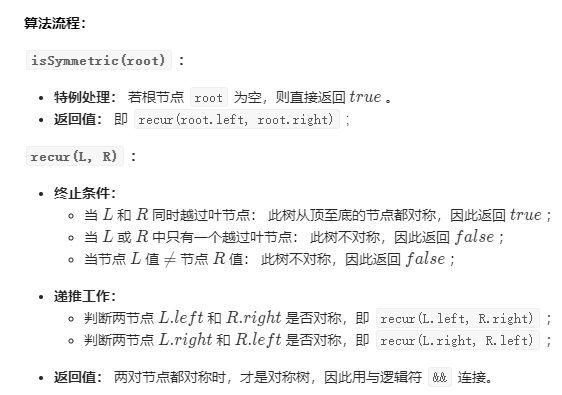 算法流程：
isSymmetric(root) ：
• 特例处理： 若根节点 root 为空，则直接返回 true 。
• 返回值： 即 recur(root.left, root.right) ；
recur(L, R) ：
• 终止条件：
◦ 当 L 和 R 同时越过叶节点： 此树从顶至底的节点都对称，因此返回 true ；
◦ 当 L 或 R 中只有一个越过叶节点： 此树不对称，因此返回 false ；
◦ 当节点 L 值 ≠ 节点 R 值： 此树不对称，因此返回 false ；
• 递推工作：
◦ 判断两节点 L.left 和 R.right 是否对称，即 recur(L.left, R.right) ；
◦ 判断两节点 L.right 和 R.left 是否对称，即 recur(L.right, R.left) ；
• 返回值： 两对节点都对称时，才是对称树，因此用与逻辑符 && 连接。